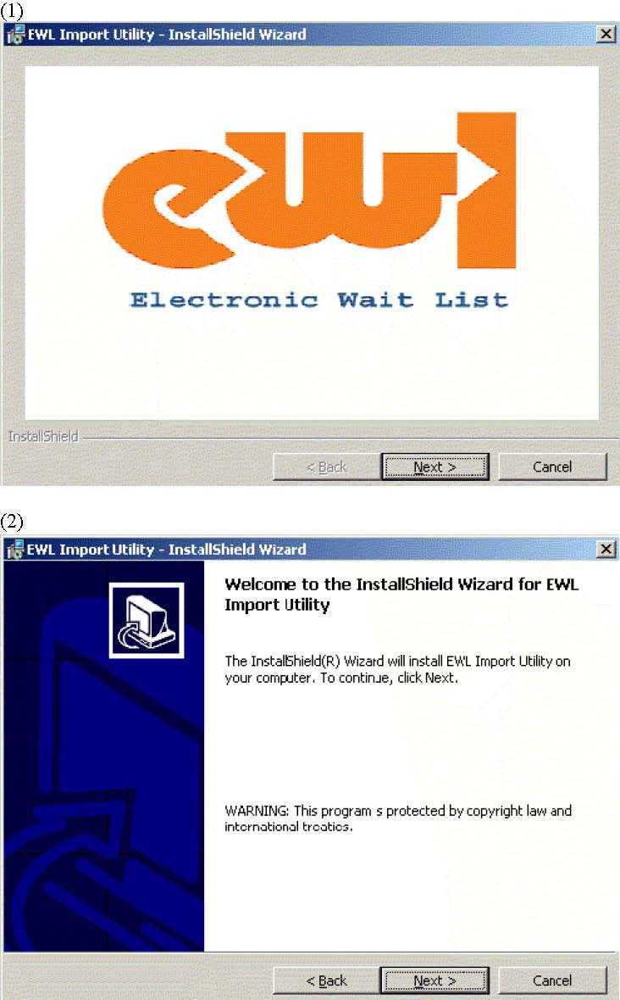 (1)
EWL Import Utility - InstallShield Wizard
ewl
Electronic Wait List
InstallShield
< Back Next > Cancel
(2)
EWL Import Utility - InstallShield Wizard
Welcome to the InstallShield Wizard for EWL
Import Utility
The InstallShield(R) Wizard will install EWL Import Utility on
your computer. To continue, click Next.
WARNING: This program s protected by copyright law and
international treaties.
< Back Next > Cancel